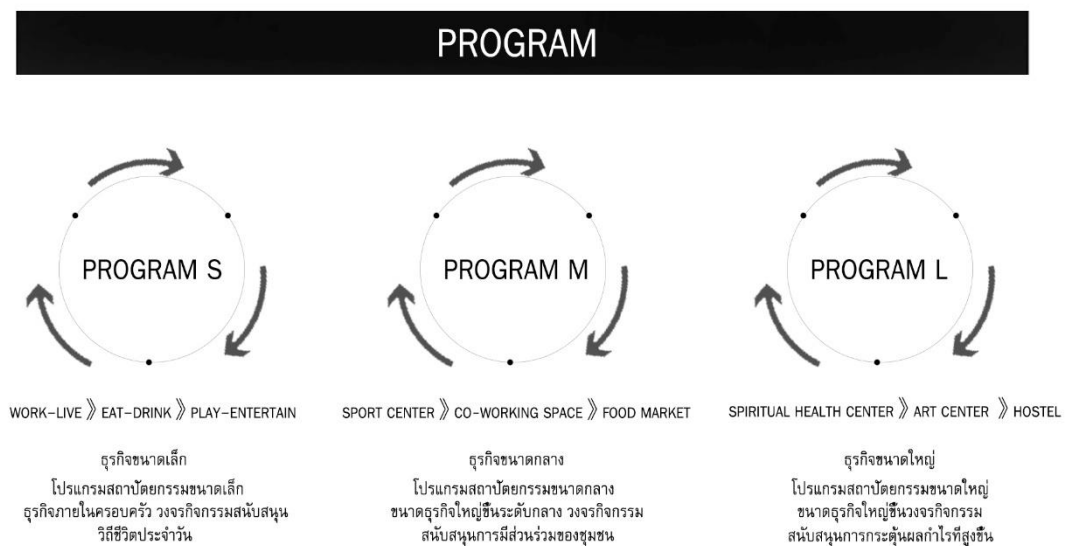 PROGRAM
PROGRAM S
WORK-LIVE 》 EAT-DRINK 》 PLAY-ENTERTAIN
ธุรกิจขนาดเล็ก
โปรแกรมสถาปัตยกรรมขนาดเล็ก
ธุรกิจภายในครอบครัว วงจรกิจกรรมสนับสนุน
วิถีชีวิตประจำวัน
PROGRAM M
SPORT CENTER 》 CO-WORKING SPACE 》 FOOD MARKET
ธุรกิจขนาดกลาง
โปรแกรมสถาปัตยกรรมขนาดกลาง
ขนาดธุรกิจใหญ่ขึ้นระดับกลาง วงจรกิจกรรม
สนับสนุนการมีส่วนร่วมของชุมชน
PROGRAM L
SPIRITUAL HEALTH CENTER 》 ART CENTER 》 HOSTEL
ธุรกิจขนาดใหญ่
โปรแกรมสถาปัตยกรรมขนาดใหญ่
ขนาดธุรกิจใหญ่ขึ้นวงจรกิจกรรม
สนับสนุนการกระตุ้นผลกำไรที่สูงขึ้น